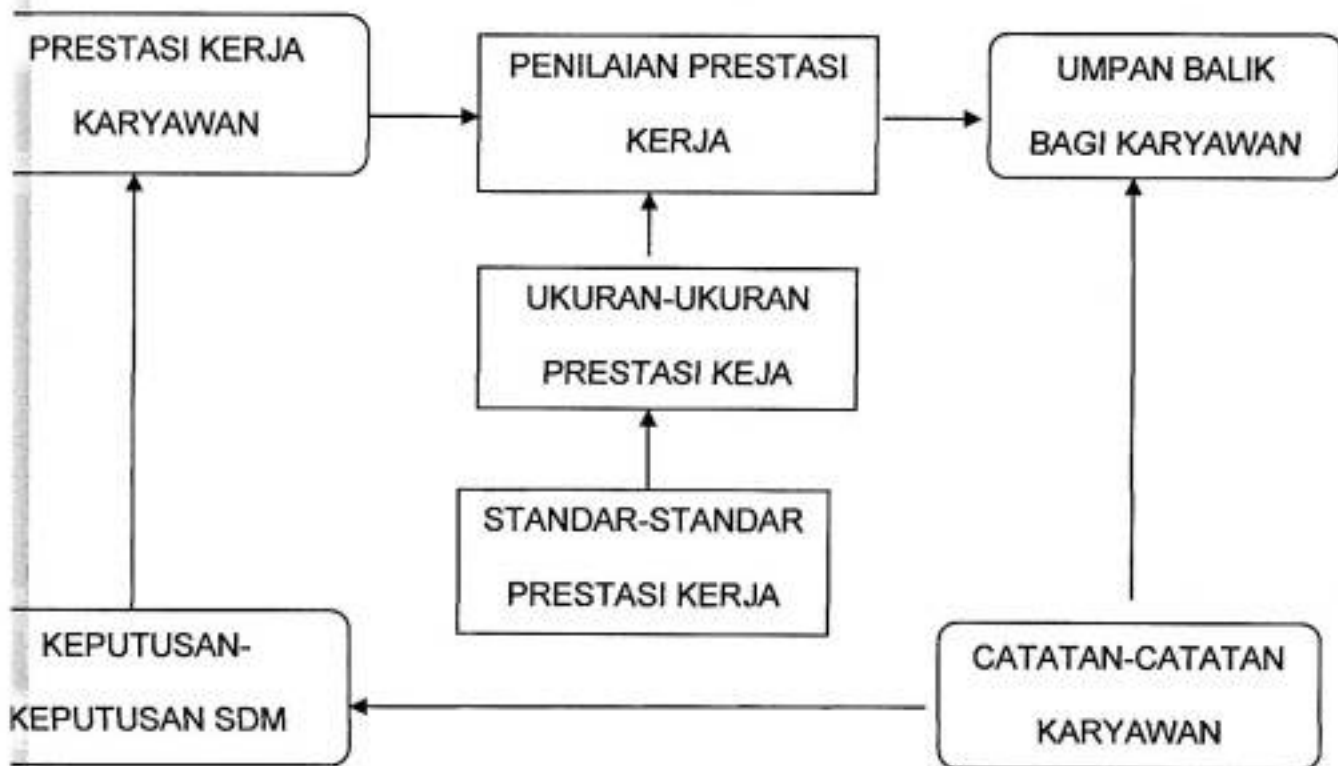 PRESTASI KERJA
KARYAWAN
PENILAIAN PRESTASI
KERJA
UMPAN BALIK
BAGI KARYAWAN
UKURAN-UKURAN
PRESTASI KEJA
STANDAR-STANDAR
PRESTASI KERJA
KEPUTUSAN-
KEPUTUSAN SDM
CATATAN-CATATAN
KARYAWAN